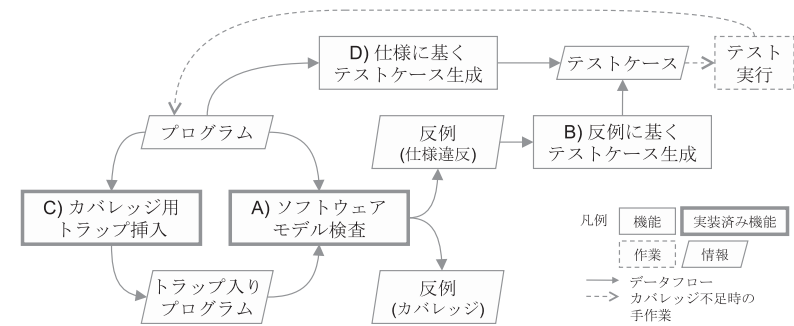 D) 仕様に基く
テストケース生成
テストケース
テスト
実行
プログラム
反例
(仕様違反)
B) 反例に基く
テストケース生成
C) カバレッジ用
トラップ挿入
A) ソフトウェア
モデル検査
トラップ入り
プログラム
反例
(カバレッジ)
凡例
機能
実装済み機能
作業
情報
データフロー
カバレッジ不足時の
手作業